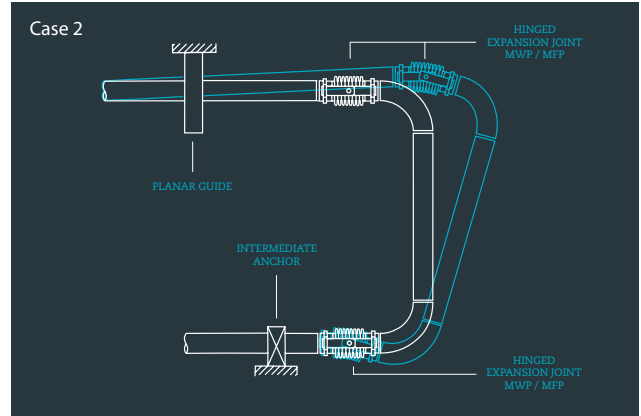 Case 2
HINGED
EXPANSION JOINT
MWP / MFP
PLANAR GUIDE
INTERMEDIATE
ANCHOR
HINGED
EXPANSION JOINT
MWP / MFP